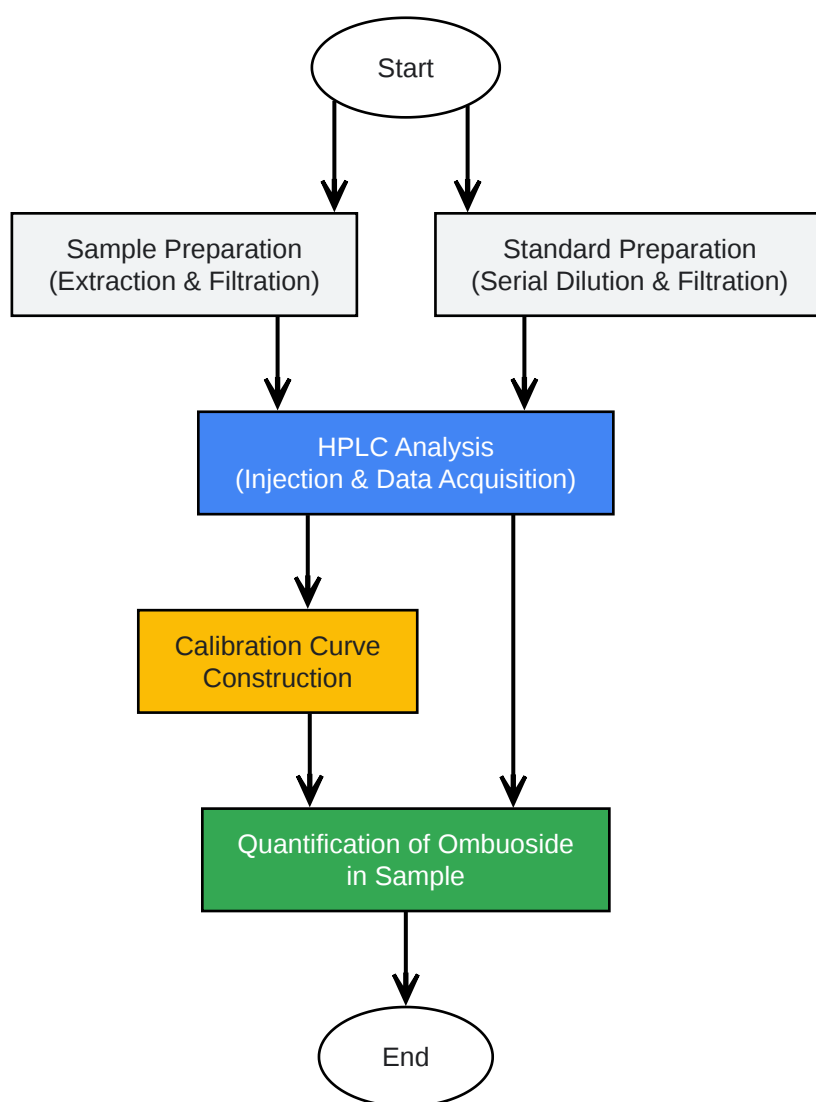 Start
Sample Preparation
(Extraction & Filtration)
Standard Preparation
(Serial Dilution & Filtration)
HPLC Analysis
(Injection & Data Acquisition)
Calibration Curve
Construction
Quantification of Ombuoside
in Sample
End